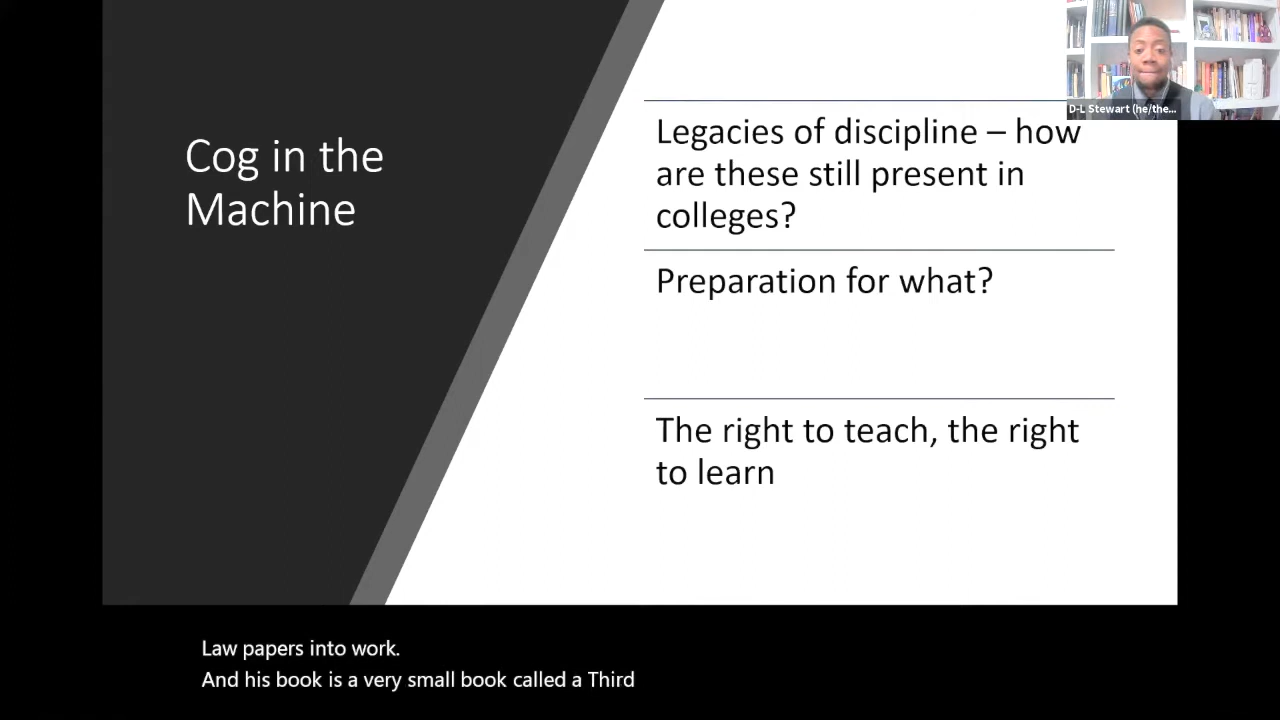 Cog in the
Machine
D-L Stewart (he/the...
Legacies of discipline – how
are these still present in
colleges?
Preparation for what?
The right to teach, the right
to learn
Law papers into work.
And his book is a very small book called a Third